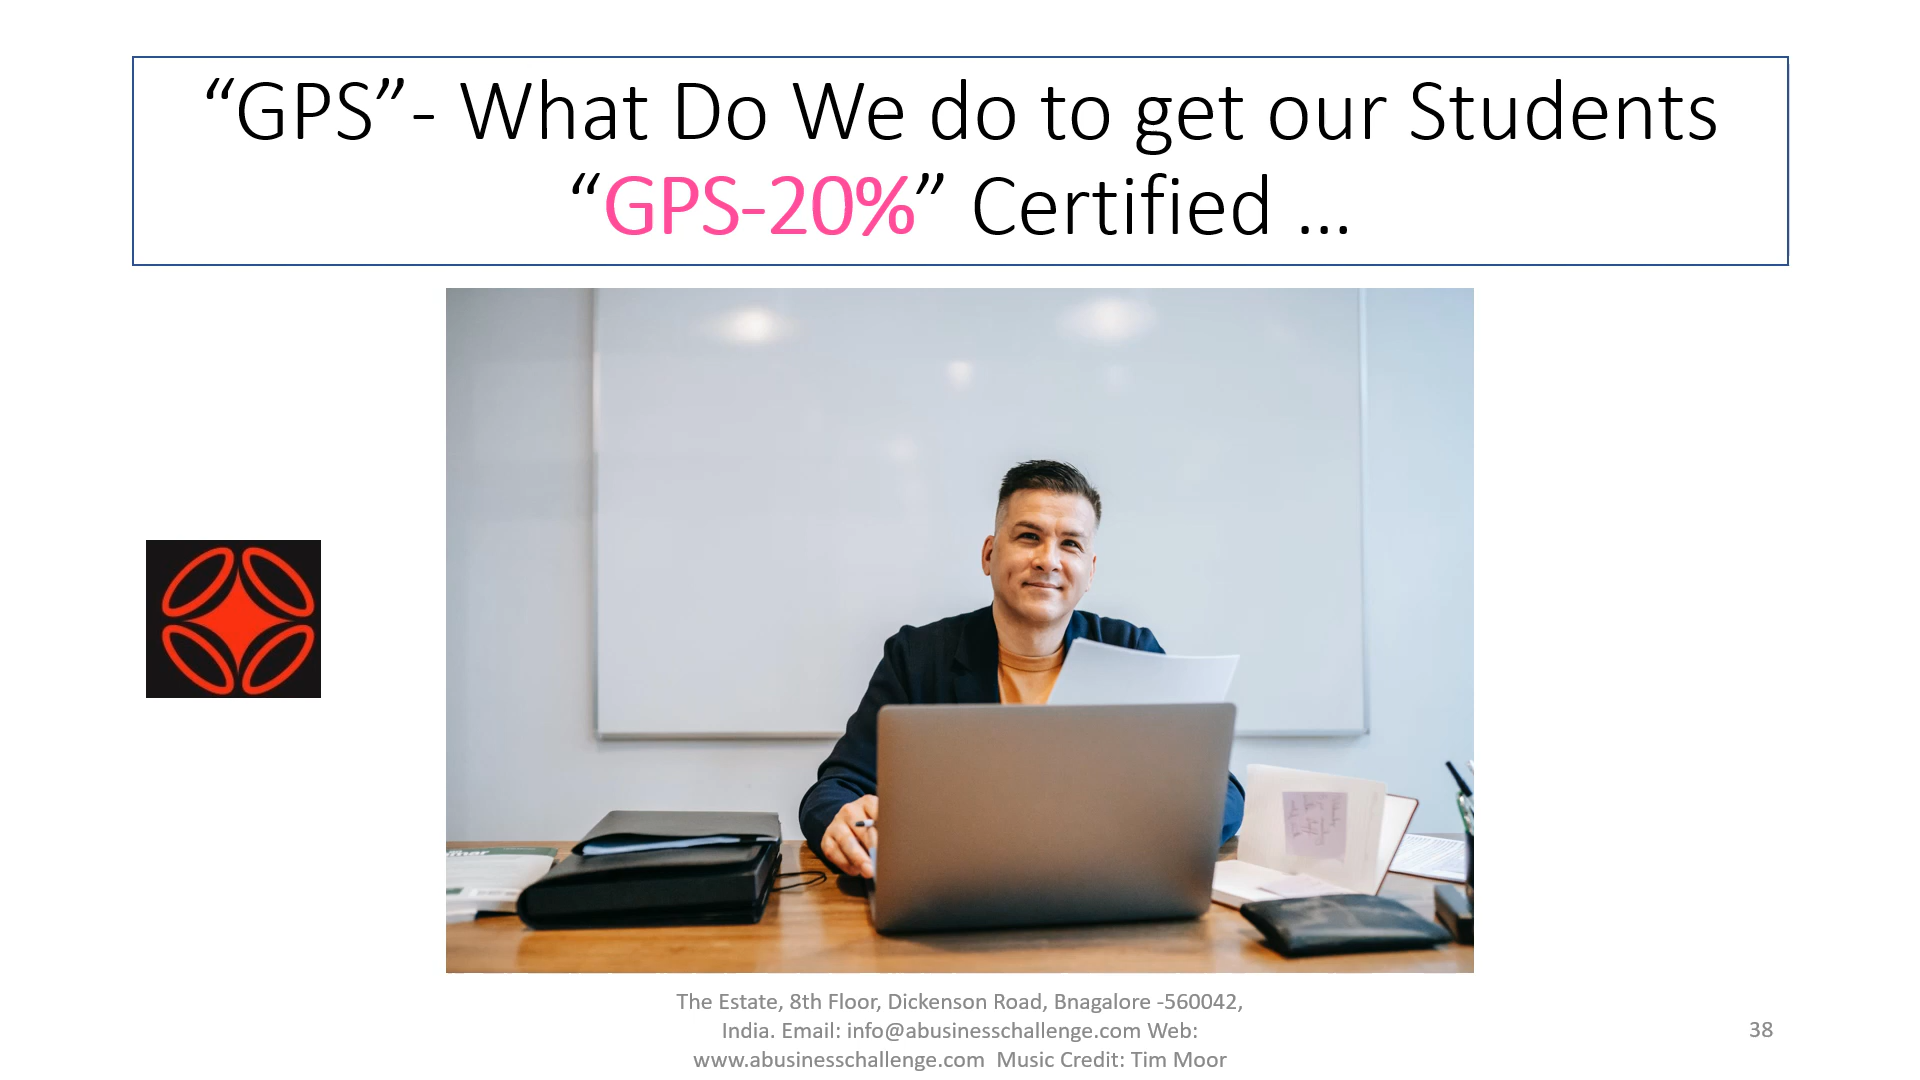 “GPS”- What Do We do to get our Students
“GPS-20%” Certified ...
The Estate, 8th Floor, Dickenson Road, Bnagalore -560042,
India. Email: info@abusinesschallenge.com Web:
www.abusinesschallenge.com  Music Credit: Tim Moor
38